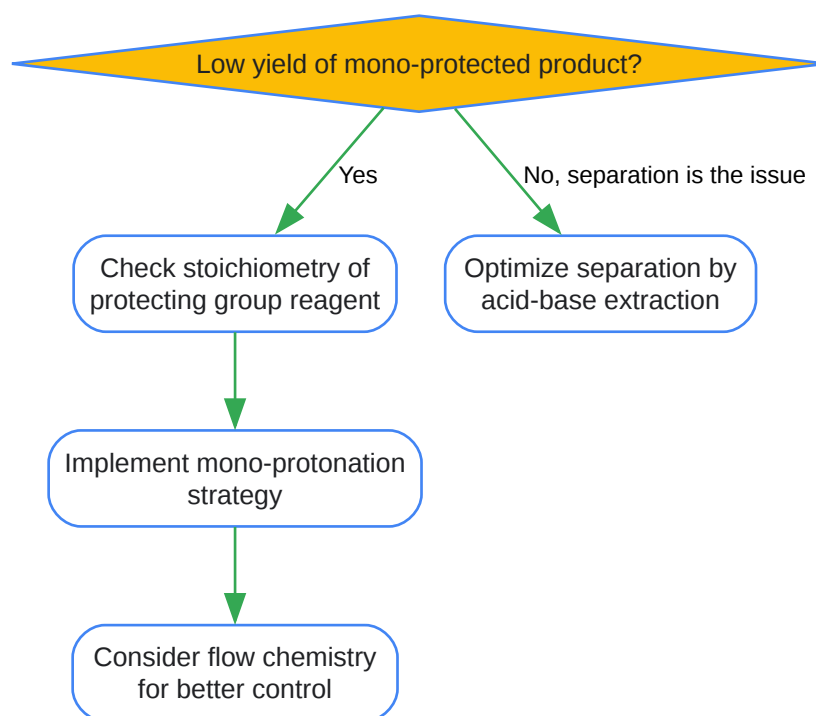 Low yield of mono-protected product?
Yes
No, separation is the issue
Check stoichiometry of
protecting group reagent
Optimize separation by
acid-base extraction
Implement mono-protonation
strategy
Consider flow chemistry
for better control